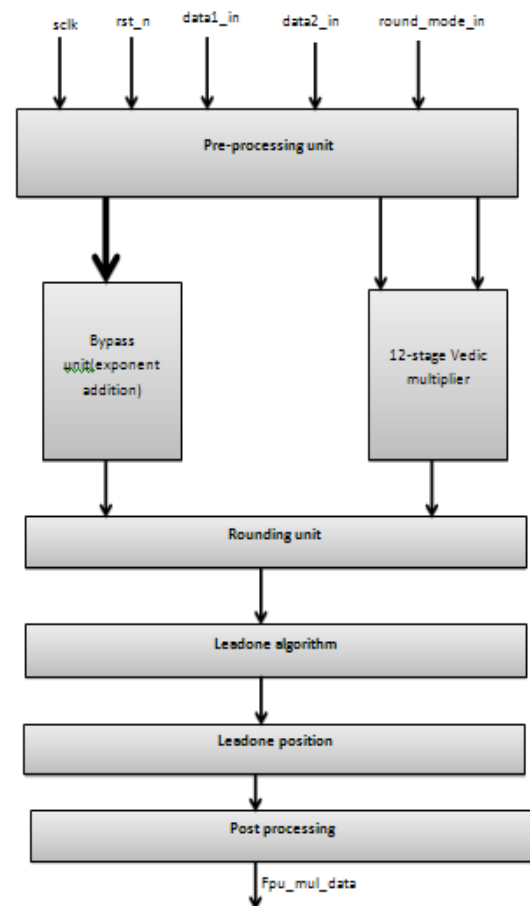 sclk rst_n data1_in data2_in round_mode_in
Pre-processing unit
Bypass
unit(exponent
addition)
12-stage Vedic
multiplier
Rounding unit
Leadone algorithm
Leadone position
Post processing
Fpu_mul_data